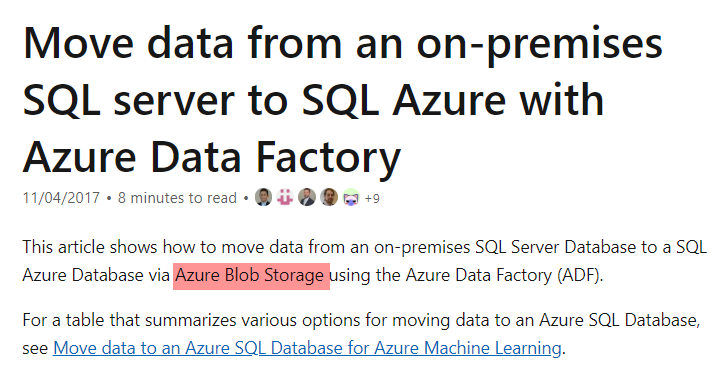 Move data from an on-premises
SQL server to SQL Azure with
Azure Data Factory
11/04/2017 • 8 minutes to read • +9
This article shows how to move data from an on-premises SQL Server Database to a SQL
Azure Database via Azure Blob Storage using the Azure Data Factory (ADF).
For a table that summarizes various options for moving data to an Azure SQL Database,
see Move data to an Azure SQL Database for Azure Machine Learning.